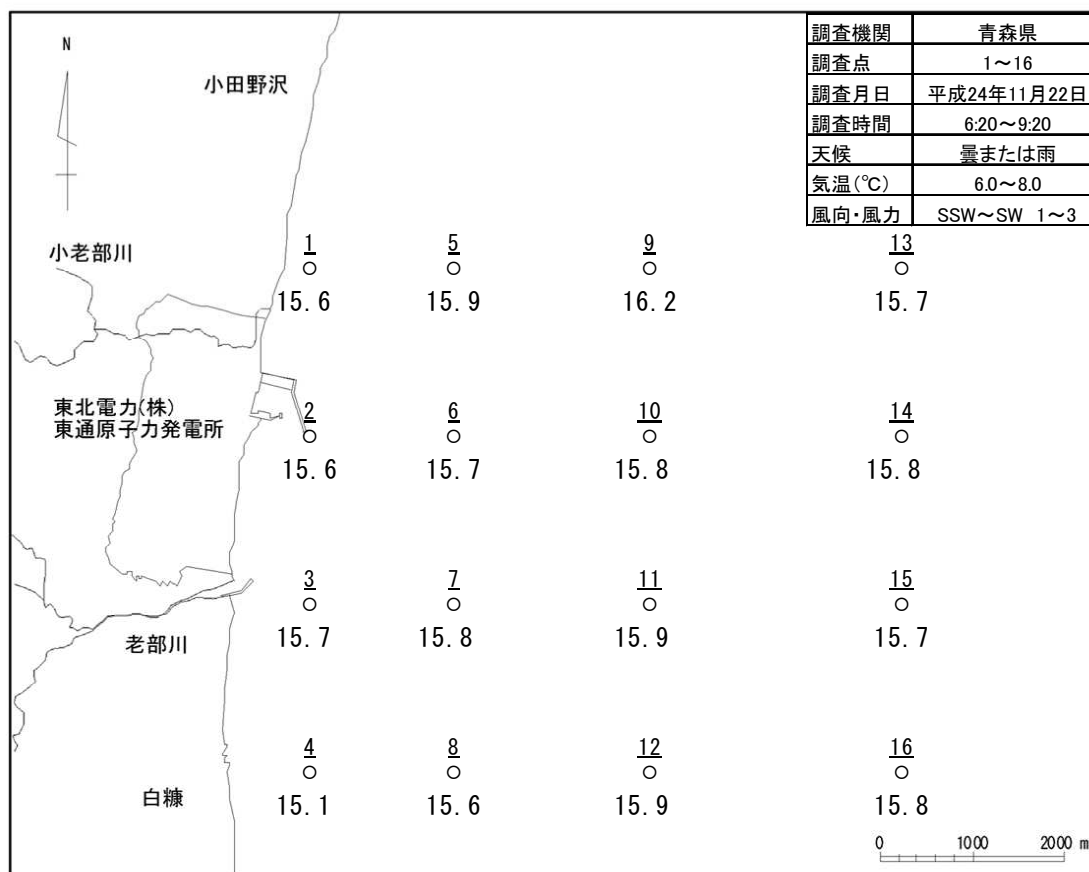 調査機関 青森県
調査点 1~16
調査月日 平成24年11月22日
調査時間 6:20~9:20
天候 曇または雨
気温(℃) 6.0~8.0
風向・風力 SSW~SW 1~3
N
小田野沢
小老部川
1 5 9 13
15.6 15.9 16.2 15.7
東北電力(株)
東通原子力発電所
2 6 10 14
15.6 15.7 15.8 15.8
3 7 11 15
15.7 15.8 15.9 15.7
老部川
4 8 12 16
15.1 15.6 15.9 15.8
白糠
0 1000 2000 m